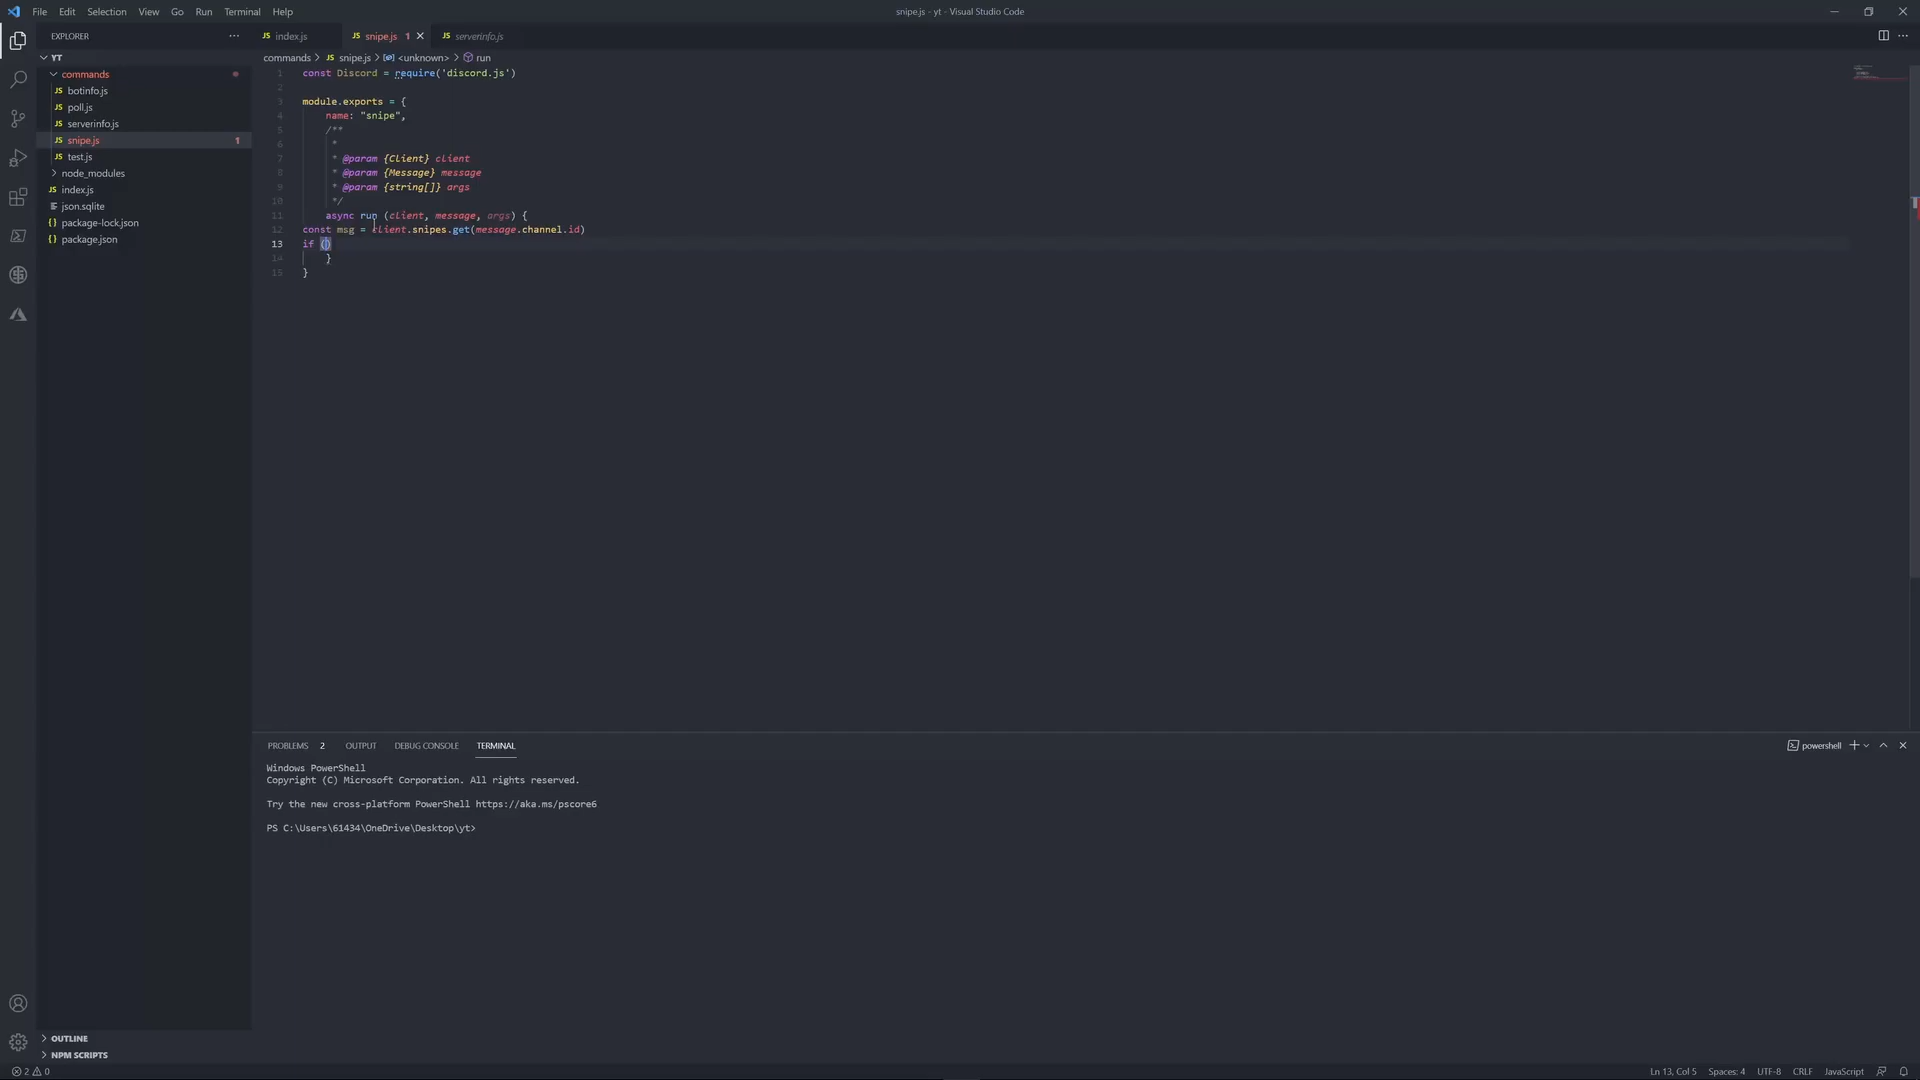 File Edit Selection View Go Run Terminal Help
snipe.js - yt - Visual Studio Code
EXPLORER
JS index.js
JS snipe.js 1
JS serverinfo.js
YT
commands > JS snipe.js > <unknown> > run
commands
JS botinfo.js
JS poll.js
JS serverinfo.js
JS snipe.js 1
JS test.js
node_modules
JS index.js
json.sqlite
{} package-lock.json
{} package.json
1 const Discord = require('discord.js')
2
3 module.exports = {
4 name: "snipe",
5 /**
6 *
7 * @param {Client} client
8 * @param {Message} message
9 * @param {string[]} args
10 */
11 async run (client, message, args) {
12 const msg = client.snipes.get(message.channel.id)
13 if ()
14 }
15 }
PROBLEMS 2 OUTPUT DEBUG CONSOLE TERMINAL
powershell
Windows PowerShell
Copyright (C) Microsoft Corporation. All rights reserved.
Try the new cross-platform PowerShell https://aka.ms/pscore6
PS C:\Users\61434\OneDrive\Desktop\yt>
OUTLINE
NPM SCRIPTS
2 0
Ln 13, Col 5 Spaces: 4 UTF-8 CRLF JavaScript